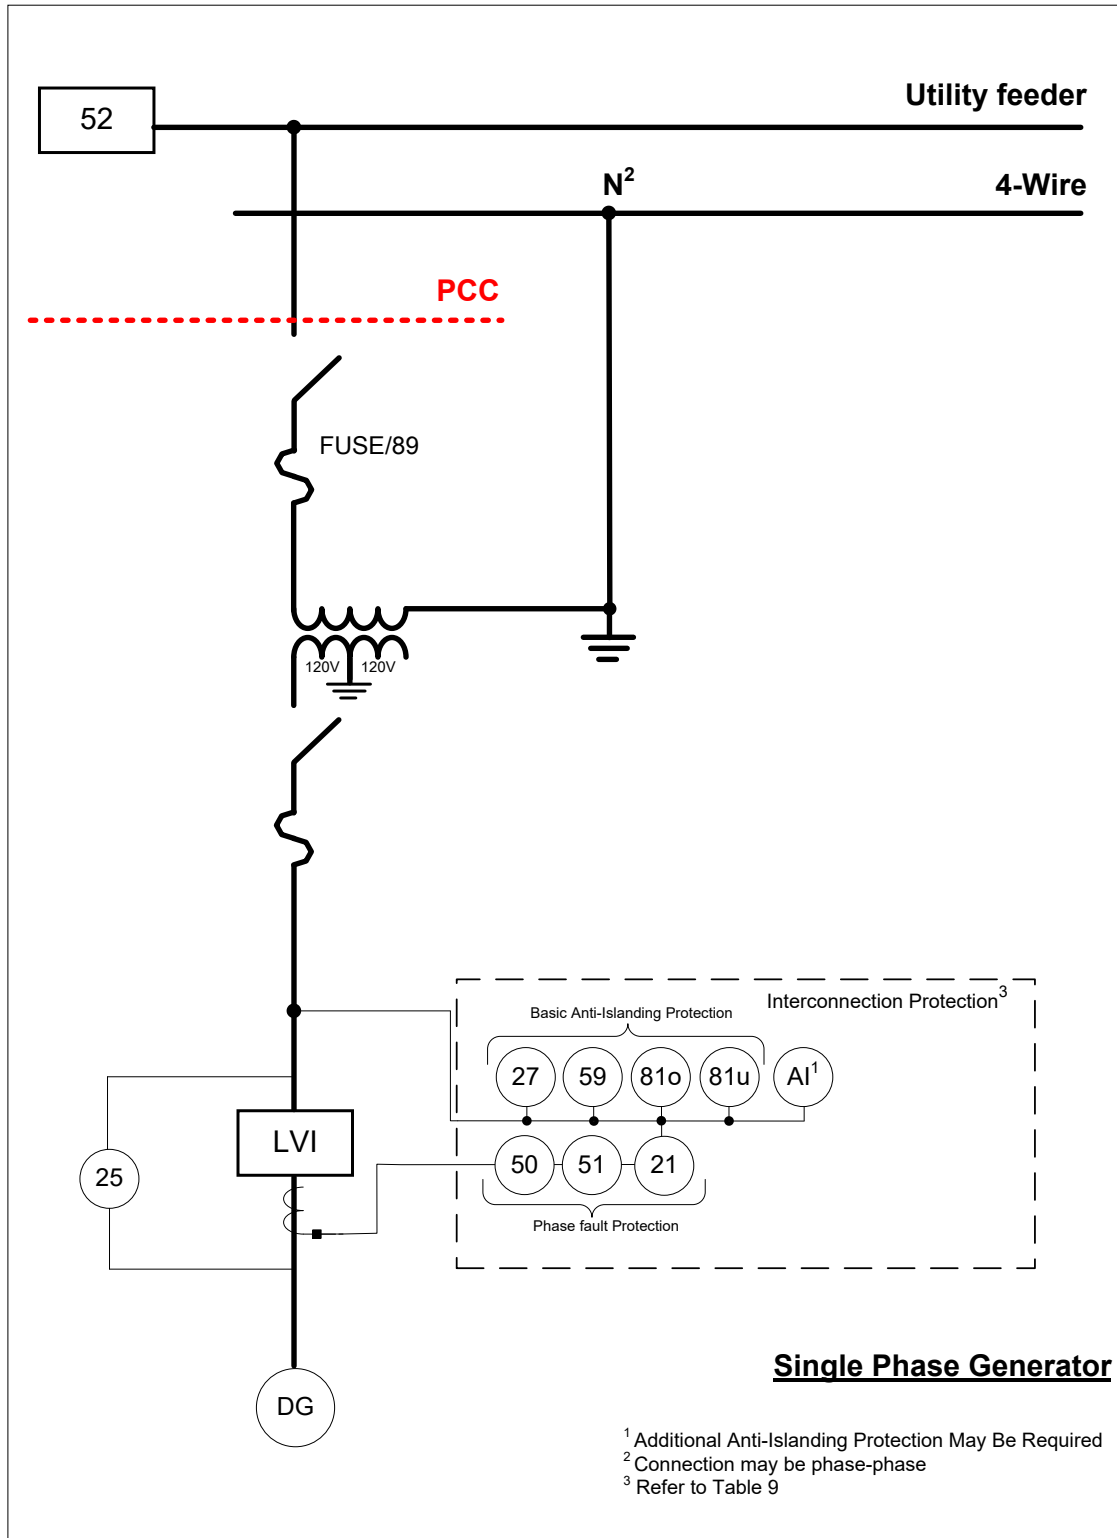 52
Utility feeder
N²
4-Wire
PCC
FUSE/89
120V 120V
Interconnection Protection³
Basic Anti-Islanding Protection
27 59 81o 81u AI¹
LVI
50 51 21
25
Phase fault Protection
Single Phase Generator
DG
¹ Additional Anti-Islanding Protection May Be Required
² Connection may be phase-phase
³ Refer to Table 9